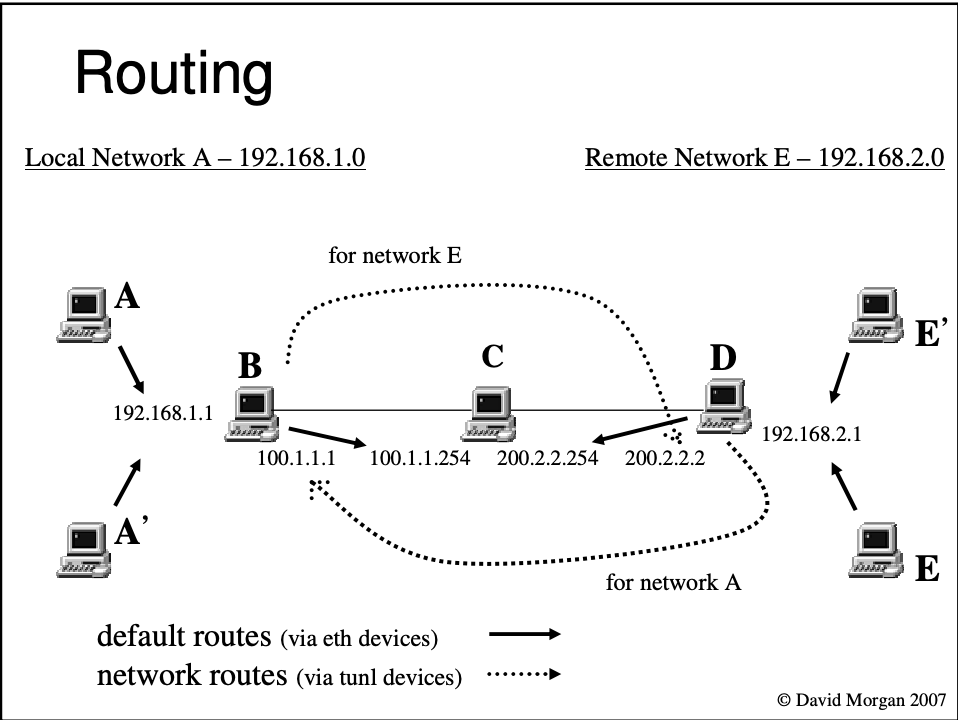 Routing
Local Network A – 192.168.1.0
Remote Network E – 192.168.2.0
for network E
A
E’
B
C
D
192.168.1.1
192.168.2.1
100.1.1.1
100.1.1.254
200.2.2.254
200.2.2.2
A’
E
for network A
default routes (via eth devices)
network routes (via tunl devices)
© David Morgan 2007